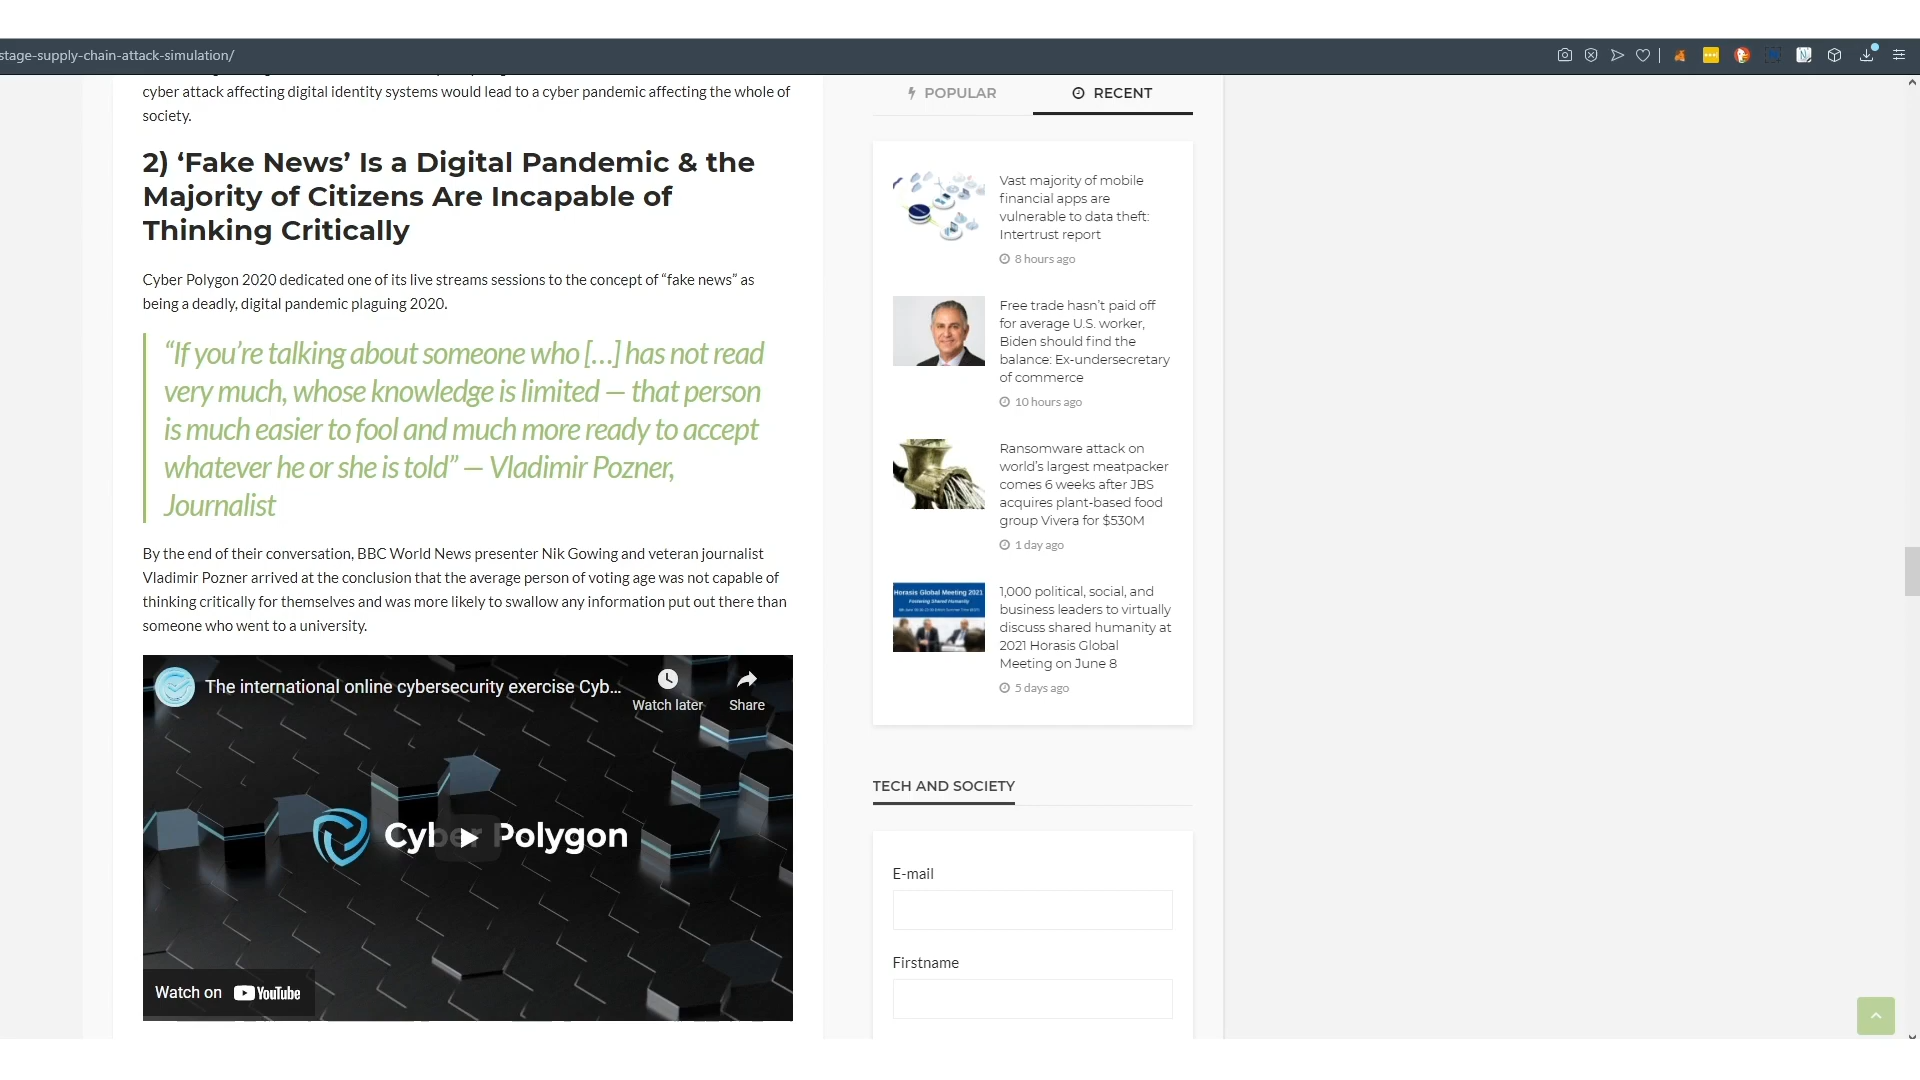 stage-supply-chain-attack-simulation/
cyber attack affecting digital identity systems would lead to a cyber pandemic affecting the whole of
society.
2) ‘Fake News’ Is a Digital Pandemic & the
Majority of Citizens Are Incapable of
Thinking Critically
Cyber Polygon 2020 dedicated one of its live streams sessions to the concept of “fake news” as
being a deadly, digital pandemic plaguing 2020.
“If you’re talking about someone who […] has not read
very much, whose knowledge is limited — that person
is much easier to fool and much more ready to accept
whatever he or she is told” — Vladimir Pozner,
Journalist
By the end of their conversation, BBC World News presenter Nik Gowing and veteran journalist
Vladimir Pozner arrived at the conclusion that the average person of voting age was not capable of
thinking critically for themselves and was more likely to swallow any information put out there than
someone who went to a university.
The international online cybersecurity exercise Cyb...
Watch later
Share
Cyber Polygon
Watch on YouTube
POPULAR
RECENT
Vast majority of mobile
financial apps are
vulnerable to data theft:
Intertrust report
8 hours ago
Free trade hasn’t paid off
for average U.S. worker,
Biden should find the
balance: Ex-undersecretary
of commerce
10 hours ago
Ransomware attack on
world’s largest meatpacker
comes 6 weeks after JBS
acquires plant-based food
group Vivera for $530M
1 day ago
Horasis Global Meeting 2021
Fostering Shared Humanity
1,000 political, social, and
business leaders to virtually
discuss shared humanity at
2021 Horasis Global
Meeting on June 8
5 days ago
TECH AND SOCIETY
E-mail
Firstname